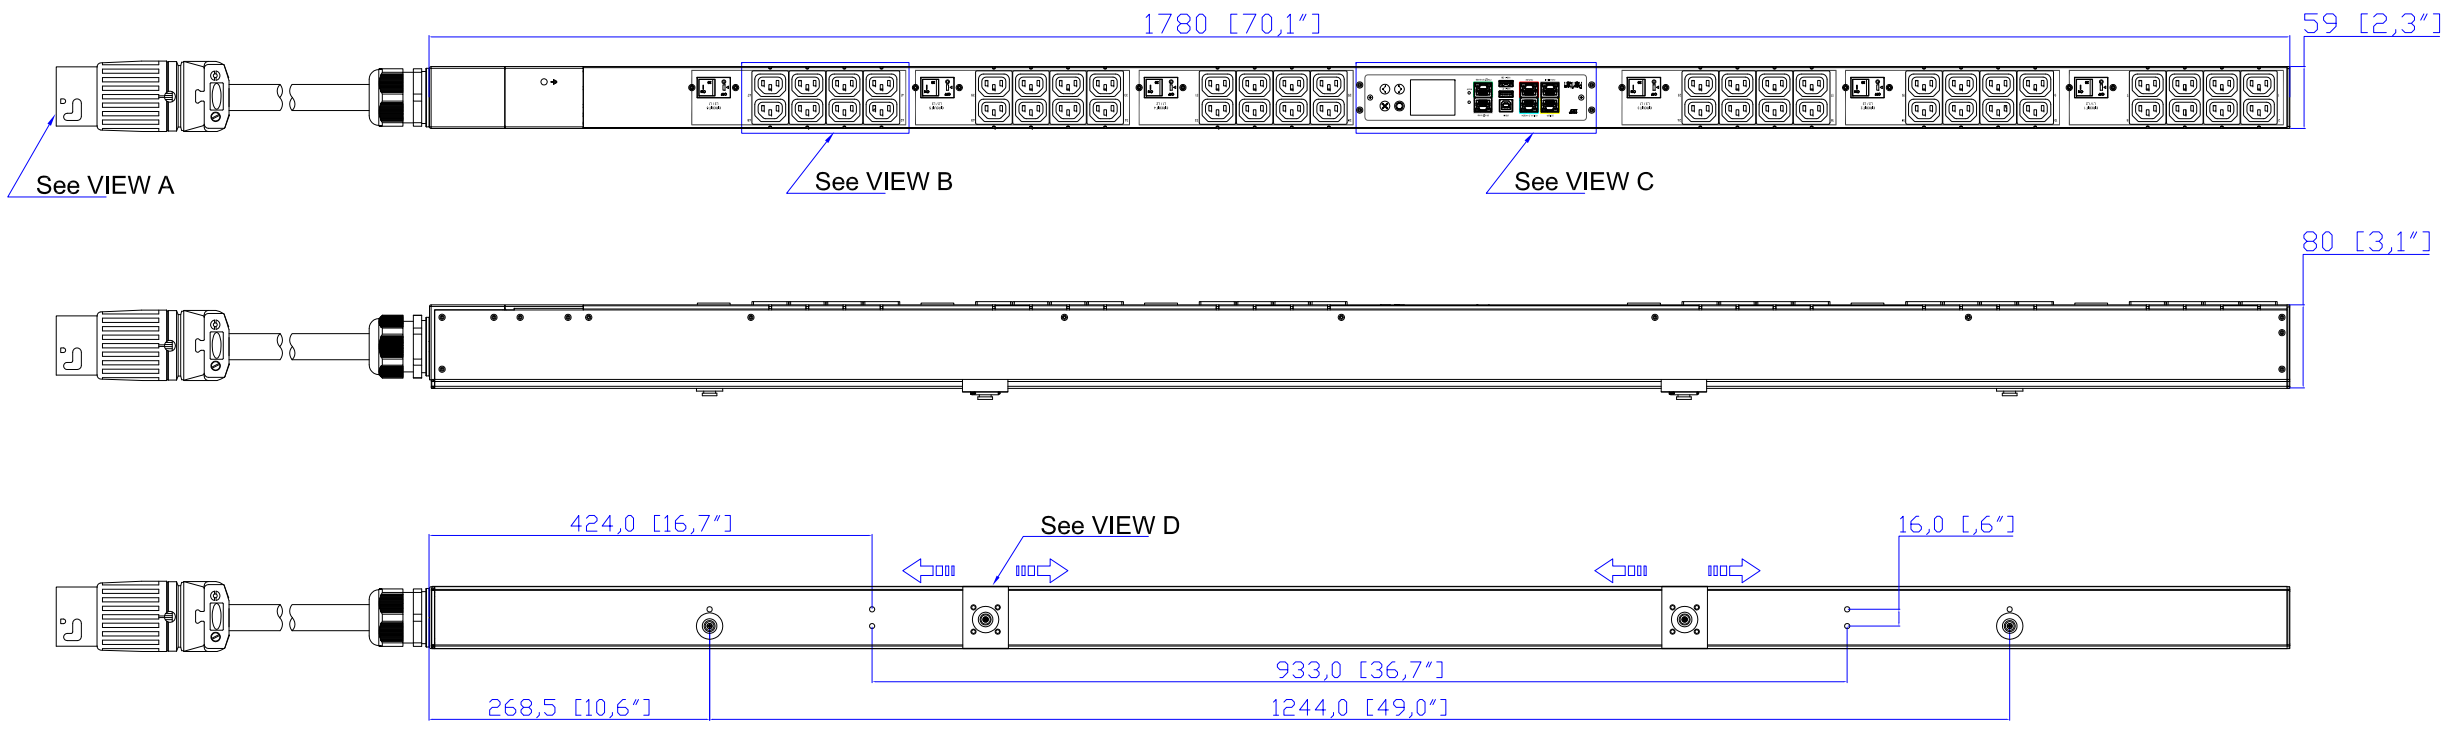 1780 [70,1"]
59 [2,3"]
See VIEW A
See VIEW B
See VIEW C
80 [3,1"]
424,0 [16,7"]
See VIEW D
16,0 [,6"]
933,0 [36,7"]
268,5 [10,6"]
1244,0 [49,0"]